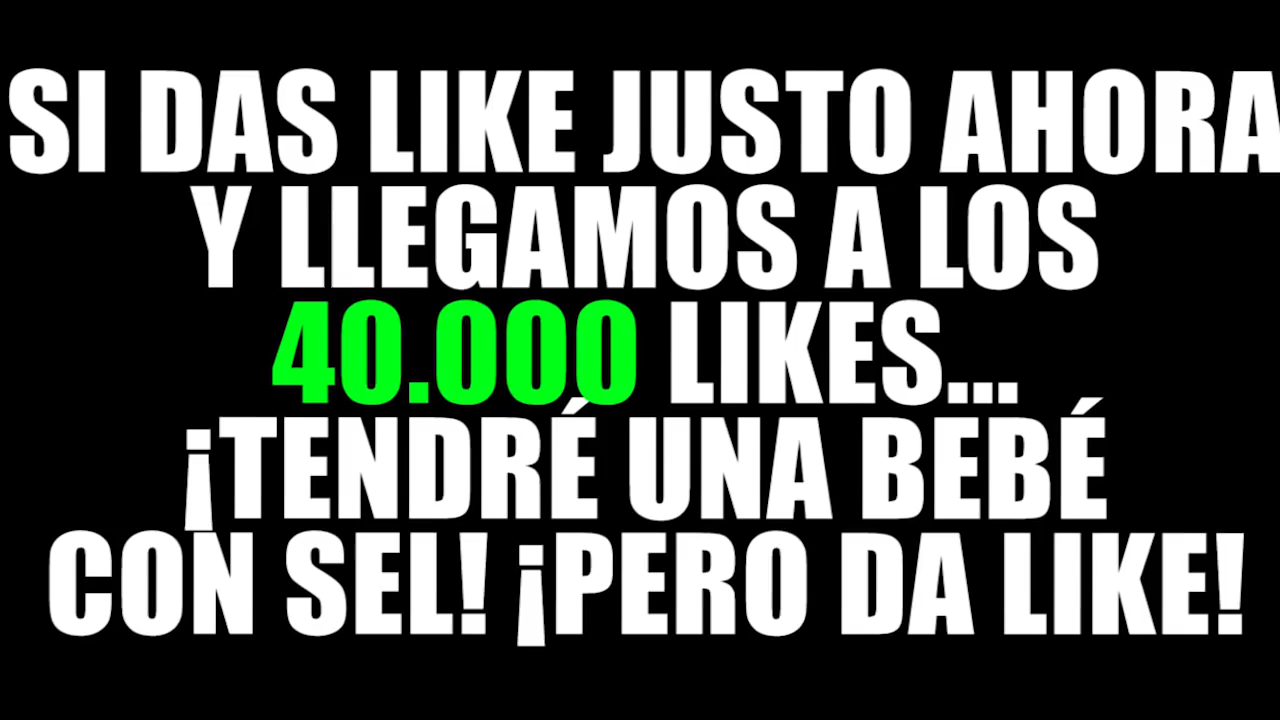 SI DAS LIKE JUSTO AHORA
Y LLEGAMOS A LOS
40.000 LIKES...
¡TENDRÉ UNA BEBÉ
CON SEL! ¡PERO DA LIKE!